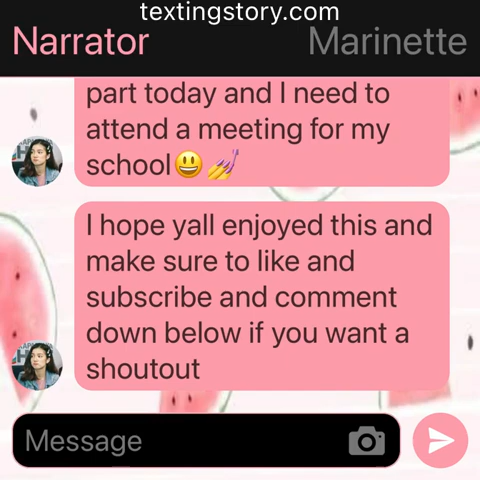 textingstory.com
Narrator Marinette
part today and I need to
attend a meeting for my
school😃💅
I hope yall enjoyed this and
make sure to like and
subscribe and comment
down below if you want a
shoutout
Message